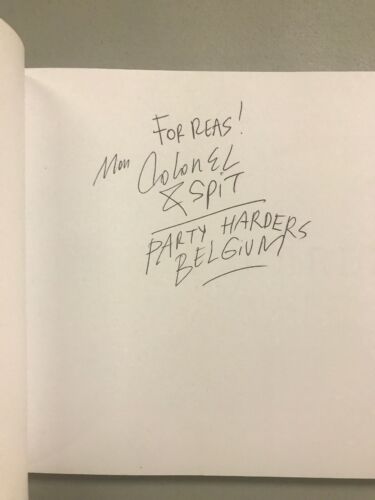 FOR REAS!
Mon Colonel
& SPiT
PARTY HARDERS
BELGiUM